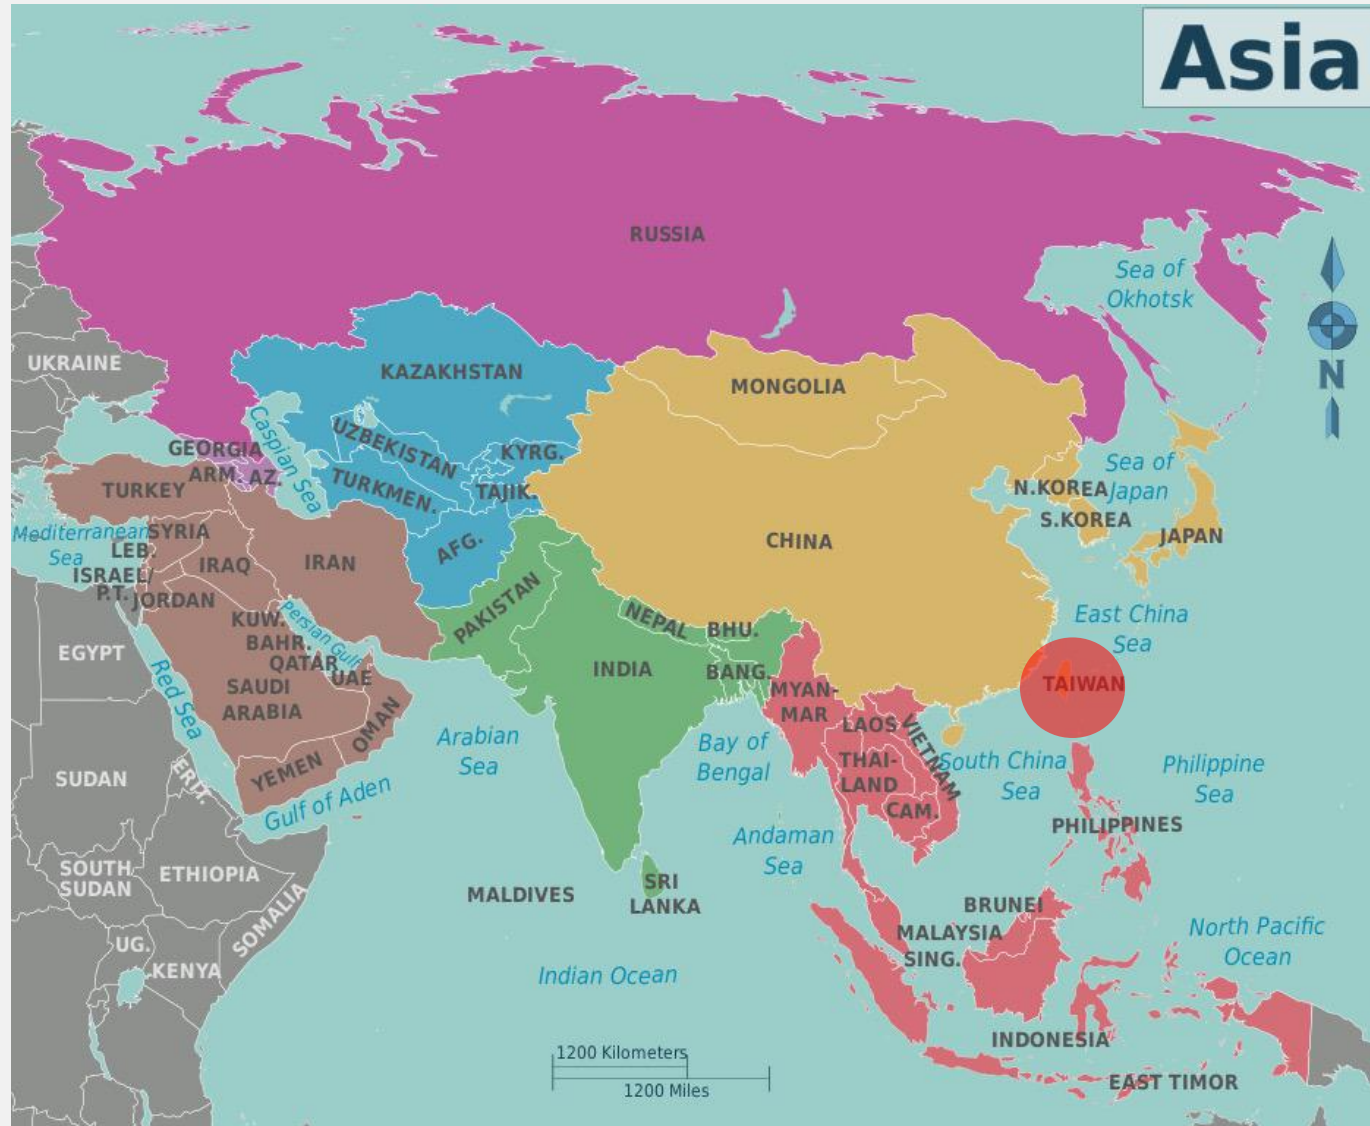 Asia
RUSSIA
Sea of
Okhotsk
UKRAINE
KAZAKHSTAN
MONGOLIA
N
Caspian Sea
UZBEKISTAN
KYRG.
GEORGIA
ARM.
AZ.
TURKMEN.
TAJIK.
TURKEY
Sea of
Japan
N.KOREA
S.KOREA
JAPAN
Mediterranean
Sea
SYRIA
LEB.
ISRAEL/
P.T.
JORDAN
IRAQ
IRAN
AFG.
CHINA
PAKISTAN
KUW.
BAHR.
QATAR
UAE
Persian Gulf
NEPAL
BHU.
East China
Sea
EGYPT
Red Sea
SAUDI
ARABIA
OMAN
INDIA
BANG.
MYAN-
MAR
TAIWAN
LAOS
VIETNAM
THAI-
LAND
CAM.
Arabian
Sea
Bay of
Bengal
South China
Sea
Philippine
Sea
SUDAN
ERIT.
YEMEN
Gulf of Aden
Andaman
Sea
PHILIPPINES
SOUTH
SUDAN
ETHIOPIA
SOMALIA
MALDIVES
SRI
LANKA
BRUNEI
MALAYSIA
SING.
North Pacific
Ocean
UG.
KENYA
Indian Ocean
INDONESIA
1200 Kilometers
1200 Miles
EAST TIMOR